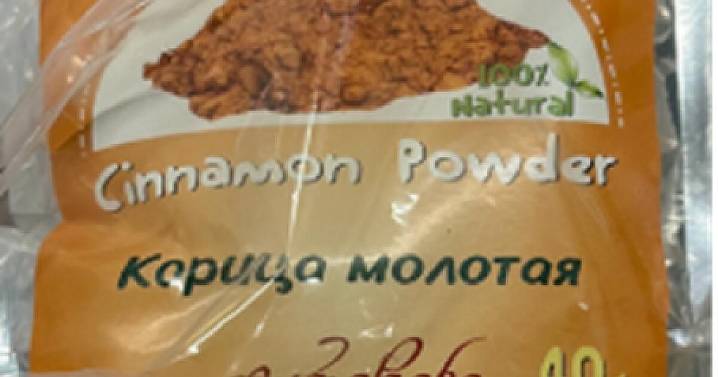 100%
Natural
Cinnamon Powder
Корица молотая